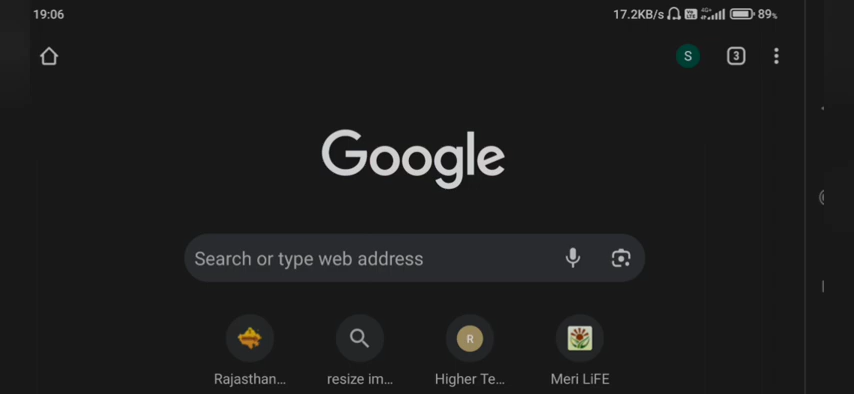 19:06 17.2KB/s 4G+ 89%
S 3
Google
Search or type web address
R
Rajasthan... resize im... Higher Te... Meri LiFE